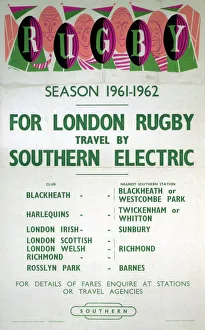 RUGBY
SEASON 1961-1962
FOR LONDON RUGBY
TRAVEL BY
SOUTHERN ELECTRIC
CLUB NEAREST SOUTHERN STATION
BLACKHEATH - - BLACKHEATH or
WESTCOMBE PARK
HARLEQUINS - - TWICKENHAM or
WHITTON
LONDON IRISH - - SUNBURY
LONDON SCOTTISH -
LONDON WELSH - RICHMOND
RICHMOND - -
ROSSLYN PARK - BARNES
FOR DETAILS OF FARES ENQUIRE AT STATIONS
OR TRAVEL AGENCIES
SOUTHERN